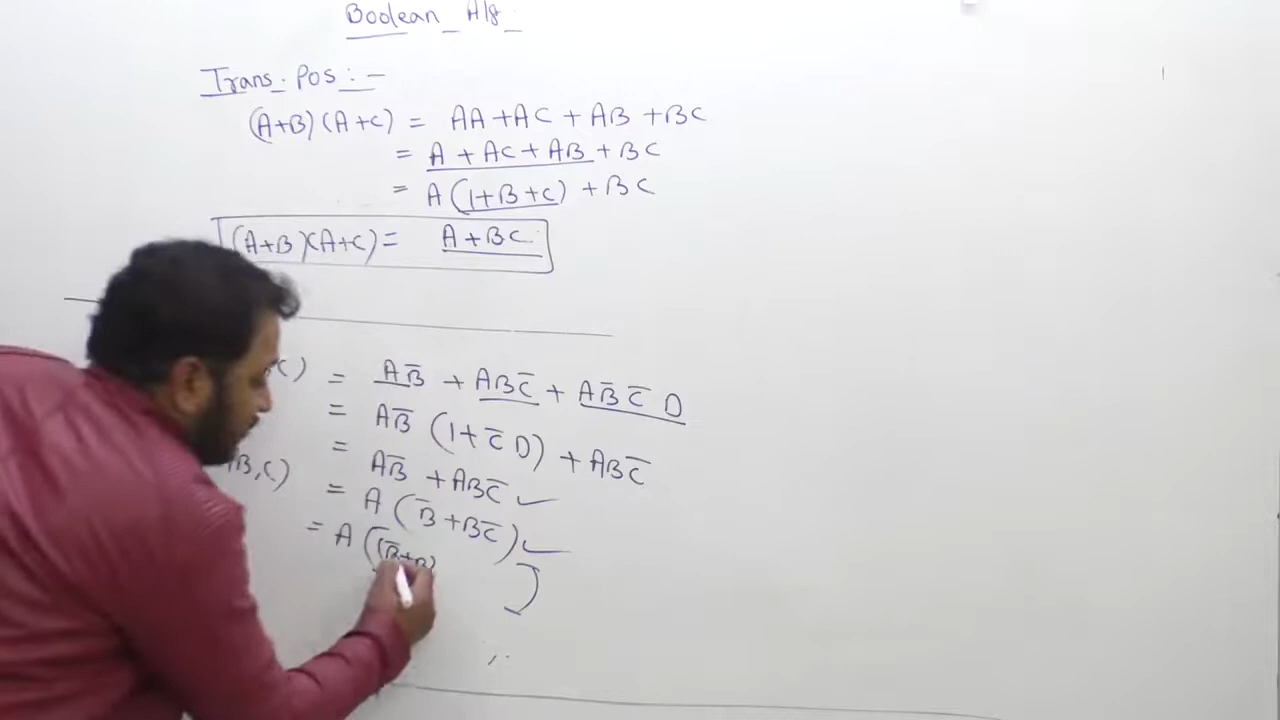 Boolean Alg
Trans. Pos :-
(A+B)(A+C) = AA+AC+AB+BC
= A+AC+AB+BC
= A(1+B+C)+BC
(A+B)(A+C)= A+BC
C) = AB̅ + ABC̅ + AB̅C̅D
= AB̅(1+C̅D)+ABC̅
= AB̅+ABC̅ ✓
B,C) = A(B̅+BC̅) ✓
= A((B̅+B)